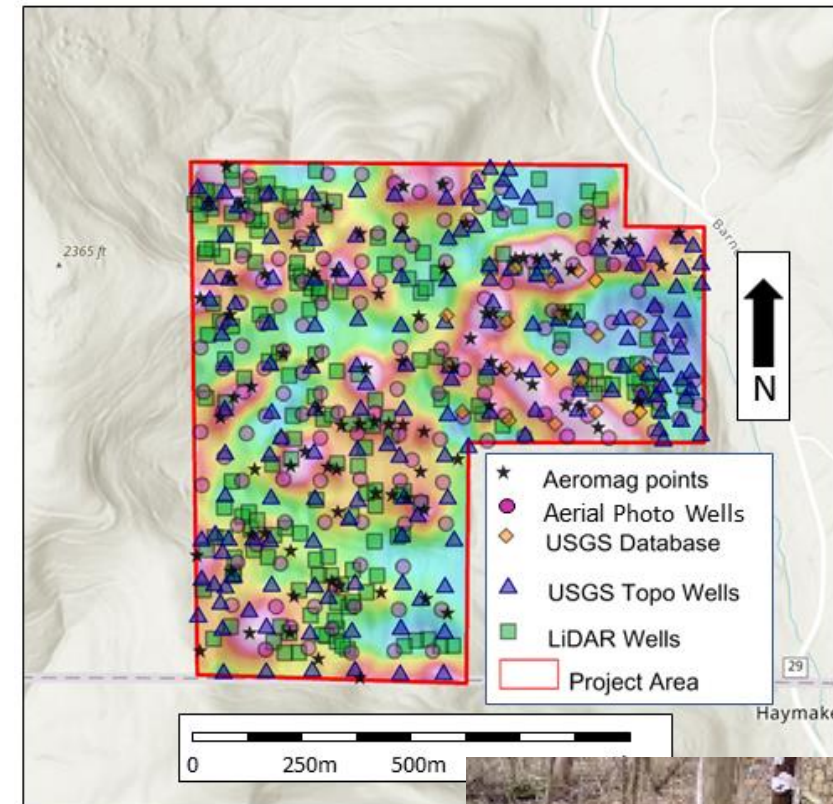 2365 ft
Barn
N
Aeromag points
Aerial Photo Wells
USGS Database
USGS Topo Wells
LiDAR Wells
Project Area
29
Haymake
0 250m 500m